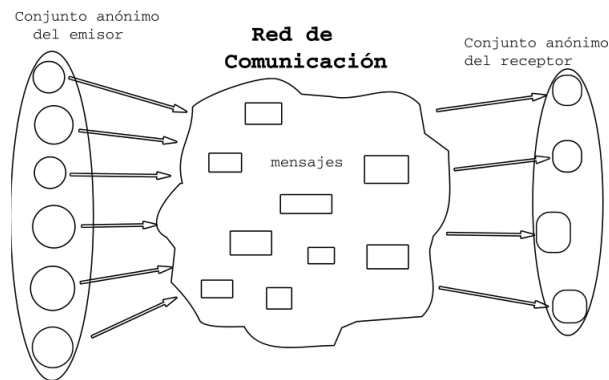 Conjunto anónimo
del emisor
Red de
Comunicación
Conjunto anónimo
del receptor
mensajes